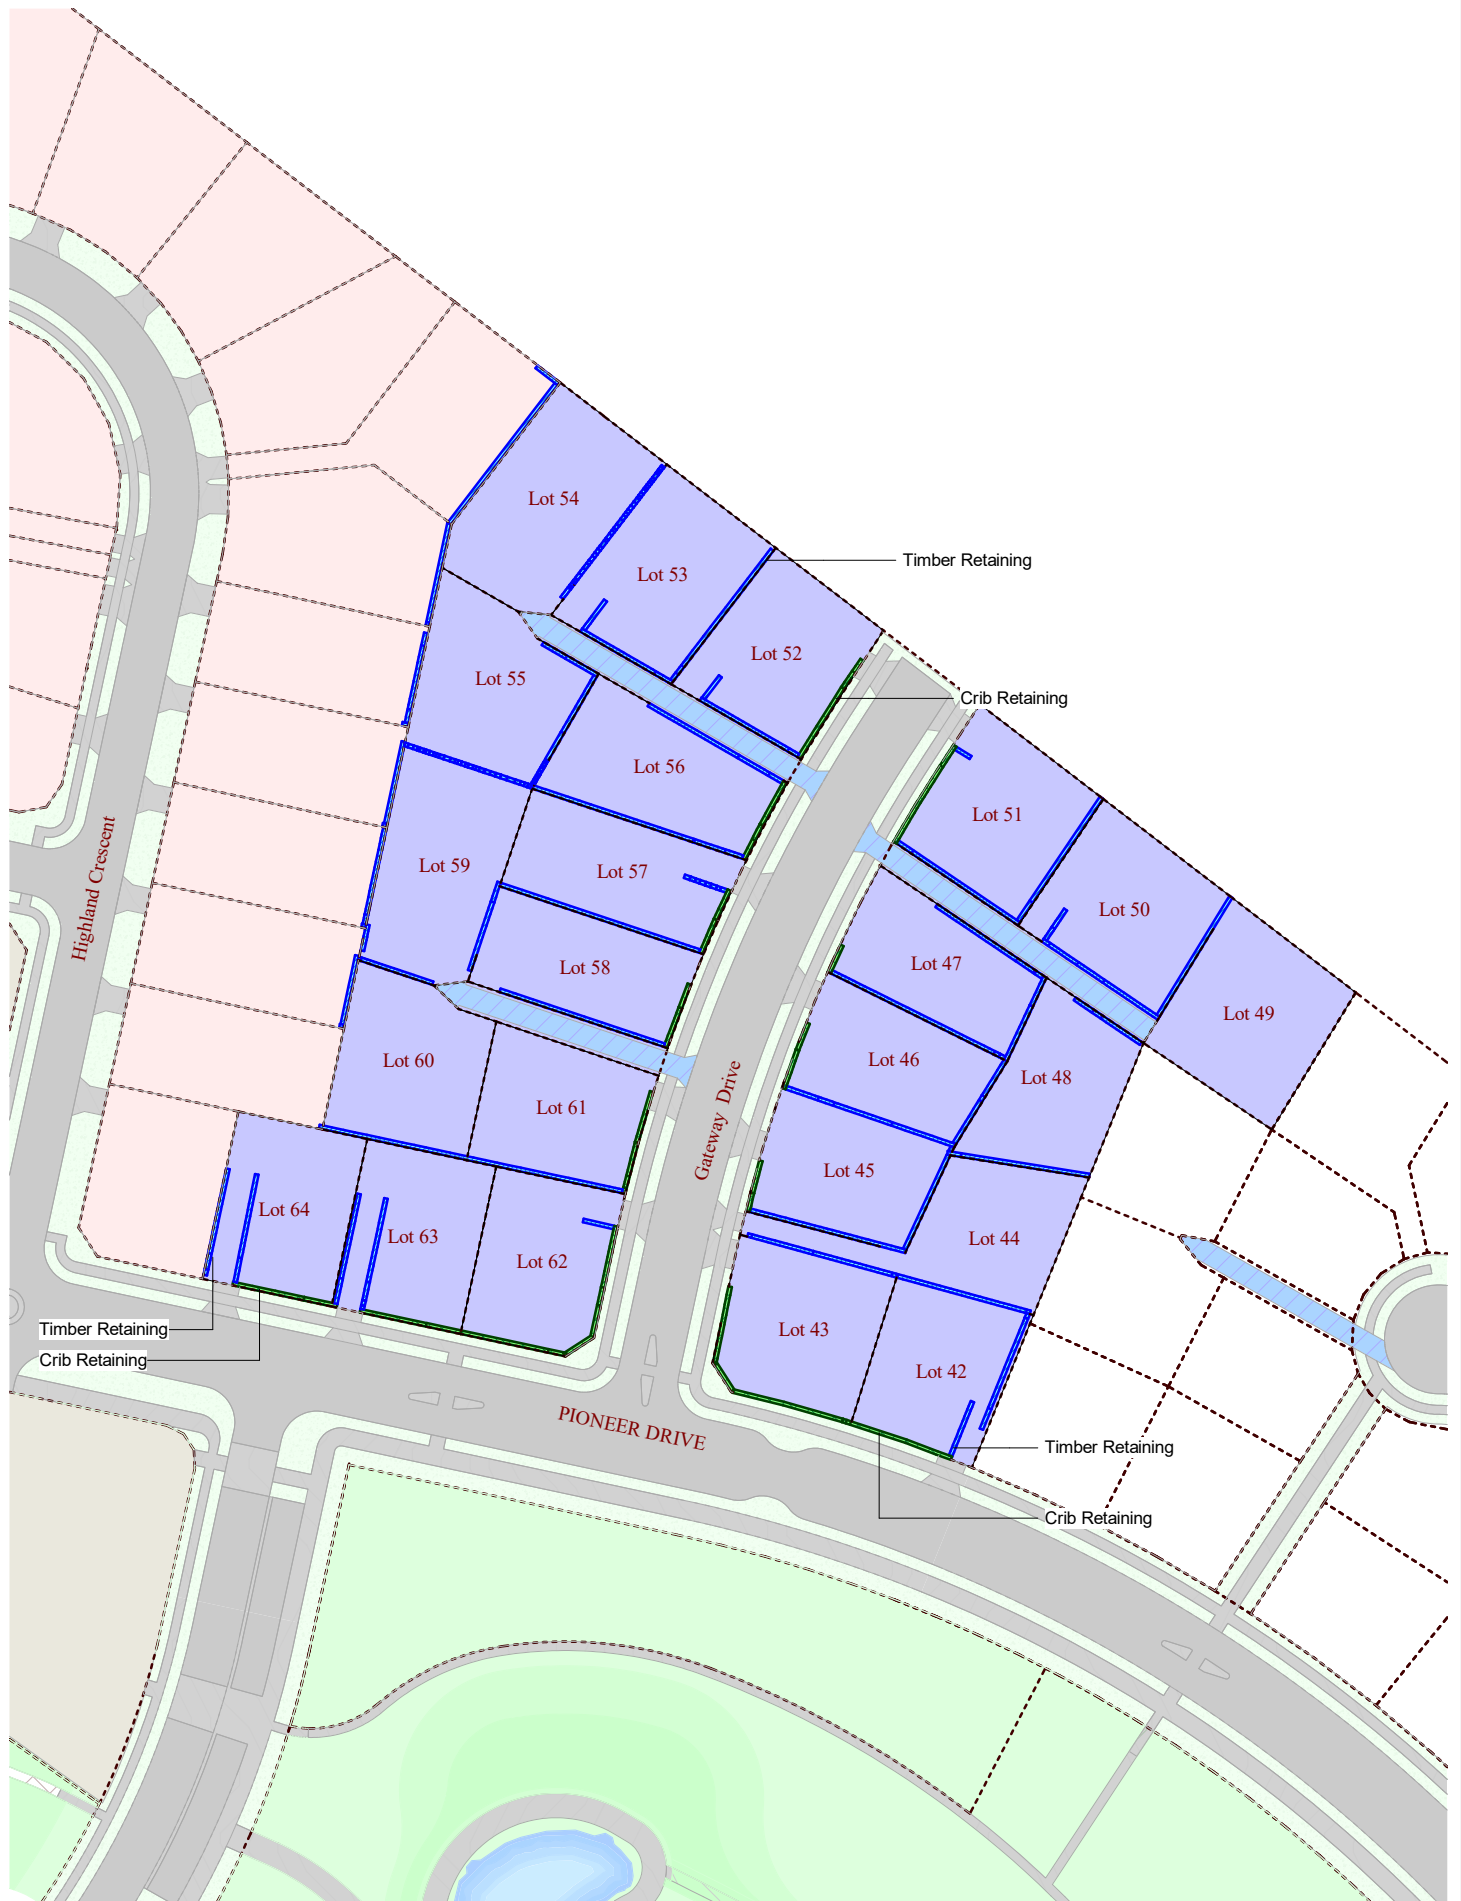 Lot 54
Timber Retaining
Lot 53
Lot 52
Lot 55
Crib Retaining
Lot 56
Lot 51
Highland Crescent
Lot 59
Lot 57
Lot 50
Lot 58
Lot 47
Lot 49
Lot 60
Lot 46
Lot 48
Lot 61
Gateway Drive
Lot 45
Lot 64
Lot 63
Lot 44
Lot 62
Timber Retaining
Lot 43
Crib Retaining
Lot 42
PIONEER DRIVE
Timber Retaining
Crib Retaining